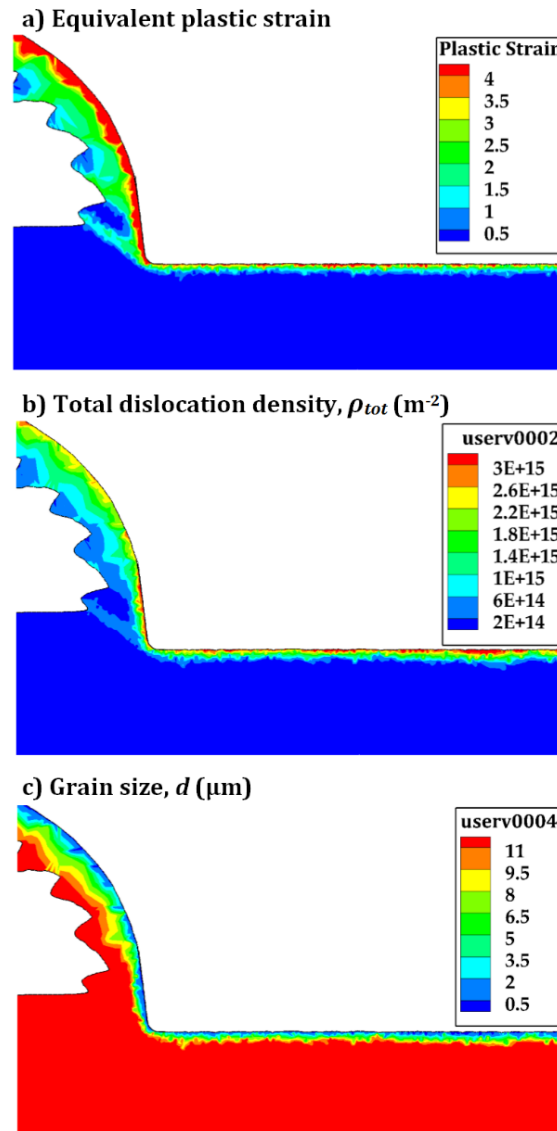 a) Equivalent plastic strain
Plastic Strain
4
3.5
3
2.5
2
1.5
1
0.5
b) Total dislocation density, ρtot (m-2)
userv0002
3E+15
2.6E+15
2.2E+15
1.8E+15
1.4E+15
1E+15
6E+14
2E+14
c) Grain size, d (µm)
userv0004
11
9.5
8
6.5
5
3.5
2
0.5